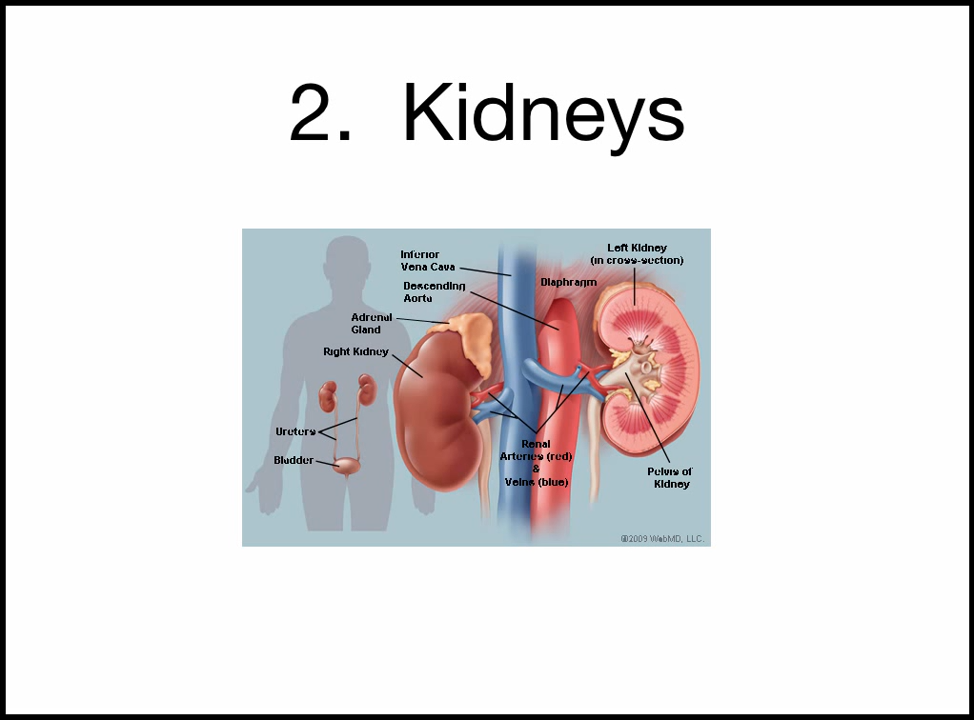 2. Kidneys
Inferior
Vena Cava
Descending
Aorta
Adrenal
Gland
Right Kidney
Ureters
Bladder
Diaphragm
Left Kidney
(in cross-section)
Renal
Arteries (red)
&
Veins (blue)
Pelvis of
Kidney
©2009 WebMD, LLC.